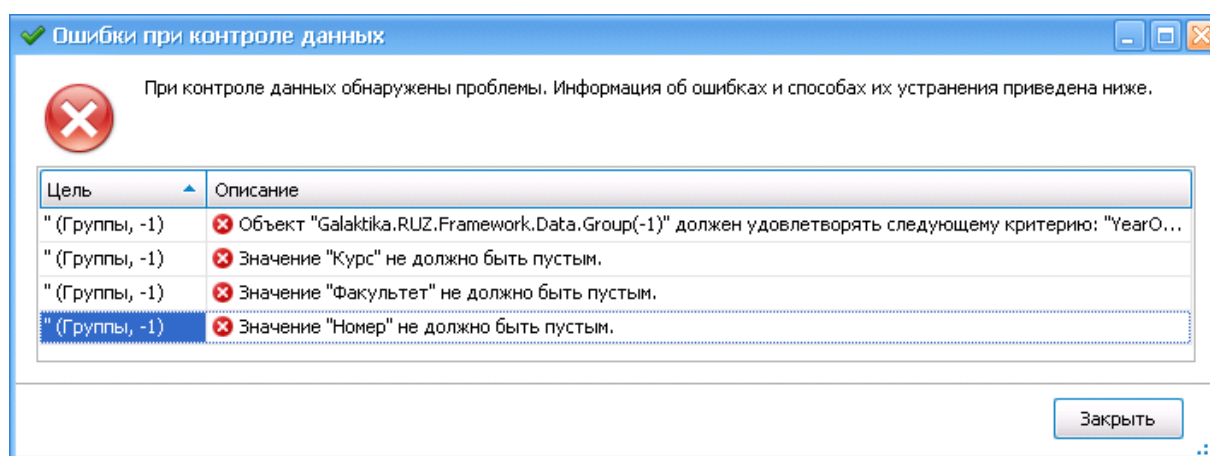 Ошибки при контроле данных
При контроле данных обнаружены проблемы. Информация об ошибках и способах их устранения приведена ниже.
Цель Описание
" (Группы, -1) Объект "Galaktika.RUZ.Framework.Data.Group(-1)" должен удовлетворять следующему критерию: "YearO...
" (Группы, -1) Значение "Курс" не должно быть пустым.
" (Группы, -1) Значение "Факультет" не должно быть пустым.
" (Группы, -1) Значение "Номер" не должно быть пустым.
Закрыть